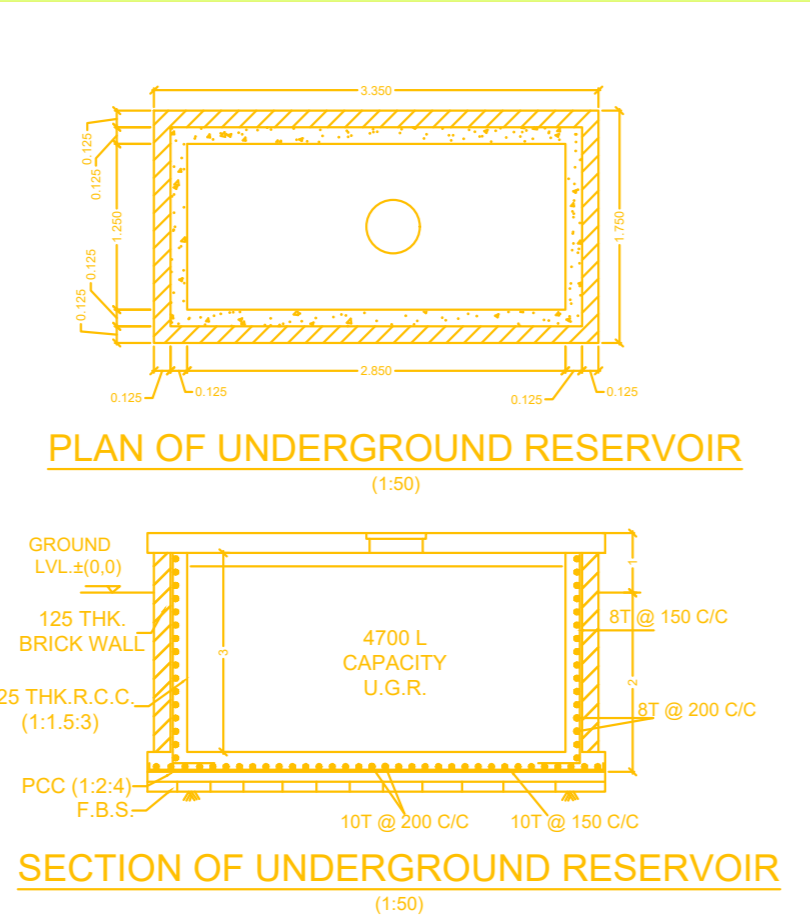 3.350
0.125
0.125
1.250
0.125
0.125
1.750
2.850
0.125
0.125
0.125
0.125
PLAN OF UNDERGROUND RESERVOIR
(1:50)
GROUND
LVL.±(0,0)
125 THK.
BRICK WALL
25 THK.R.C.C.
(1:1.5:3)
PCC (1:2:4)
F.B.S.
3
4700 L
CAPACITY
U.G.R.
1
2
8T @ 150 C/C
8T @ 200 C/C
10T @ 200 C/C
10T @ 150 C/C
SECTION OF UNDERGROUND RESERVOIR
(1:50)